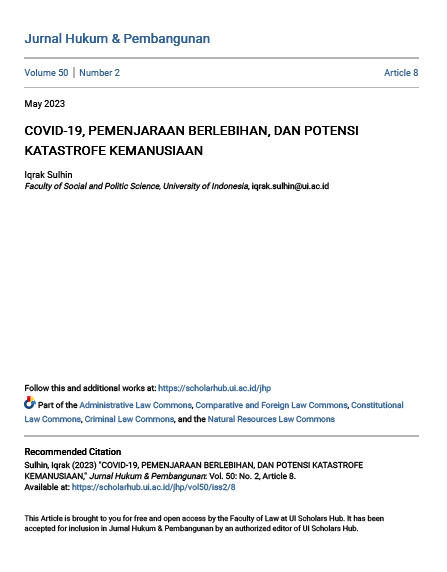 Jurnal Hukum & Pembangunan
Volume 50 | Number 2 Article 8
May 2023
COVID-19, PEMENJARAAN BERLEBIHAN, DAN POTENSI
KATASTROFE KEMANUSIAAN
Iqrak Sulhin
Faculty of Social and Politic Science, University of Indonesia, iqrak.sulhin@ui.ac.id
Follow this and additional works at: https://scholarhub.ui.ac.id/jhp
Part of the Administrative Law Commons, Comparative and Foreign Law Commons, Constitutional
Law Commons, Criminal Law Commons, and the Natural Resources Law Commons
Recommended Citation
Sulhin, Iqrak (2023) "COVID-19, PEMENJARAAN BERLEBIHAN, DAN POTENSI KATASTROFE
KEMANUSIAAN," Jurnal Hukum & Pembangunan: Vol. 50: No. 2, Article 8.
Available at: https://scholarhub.ui.ac.id/jhp/vol50/iss2/8
This Article is brought to you for free and open access by the Faculty of Law at UI Scholars Hub. It has been
accepted for inclusion in Jurnal Hukum & Pembangunan by an authorized editor of UI Scholars Hub.